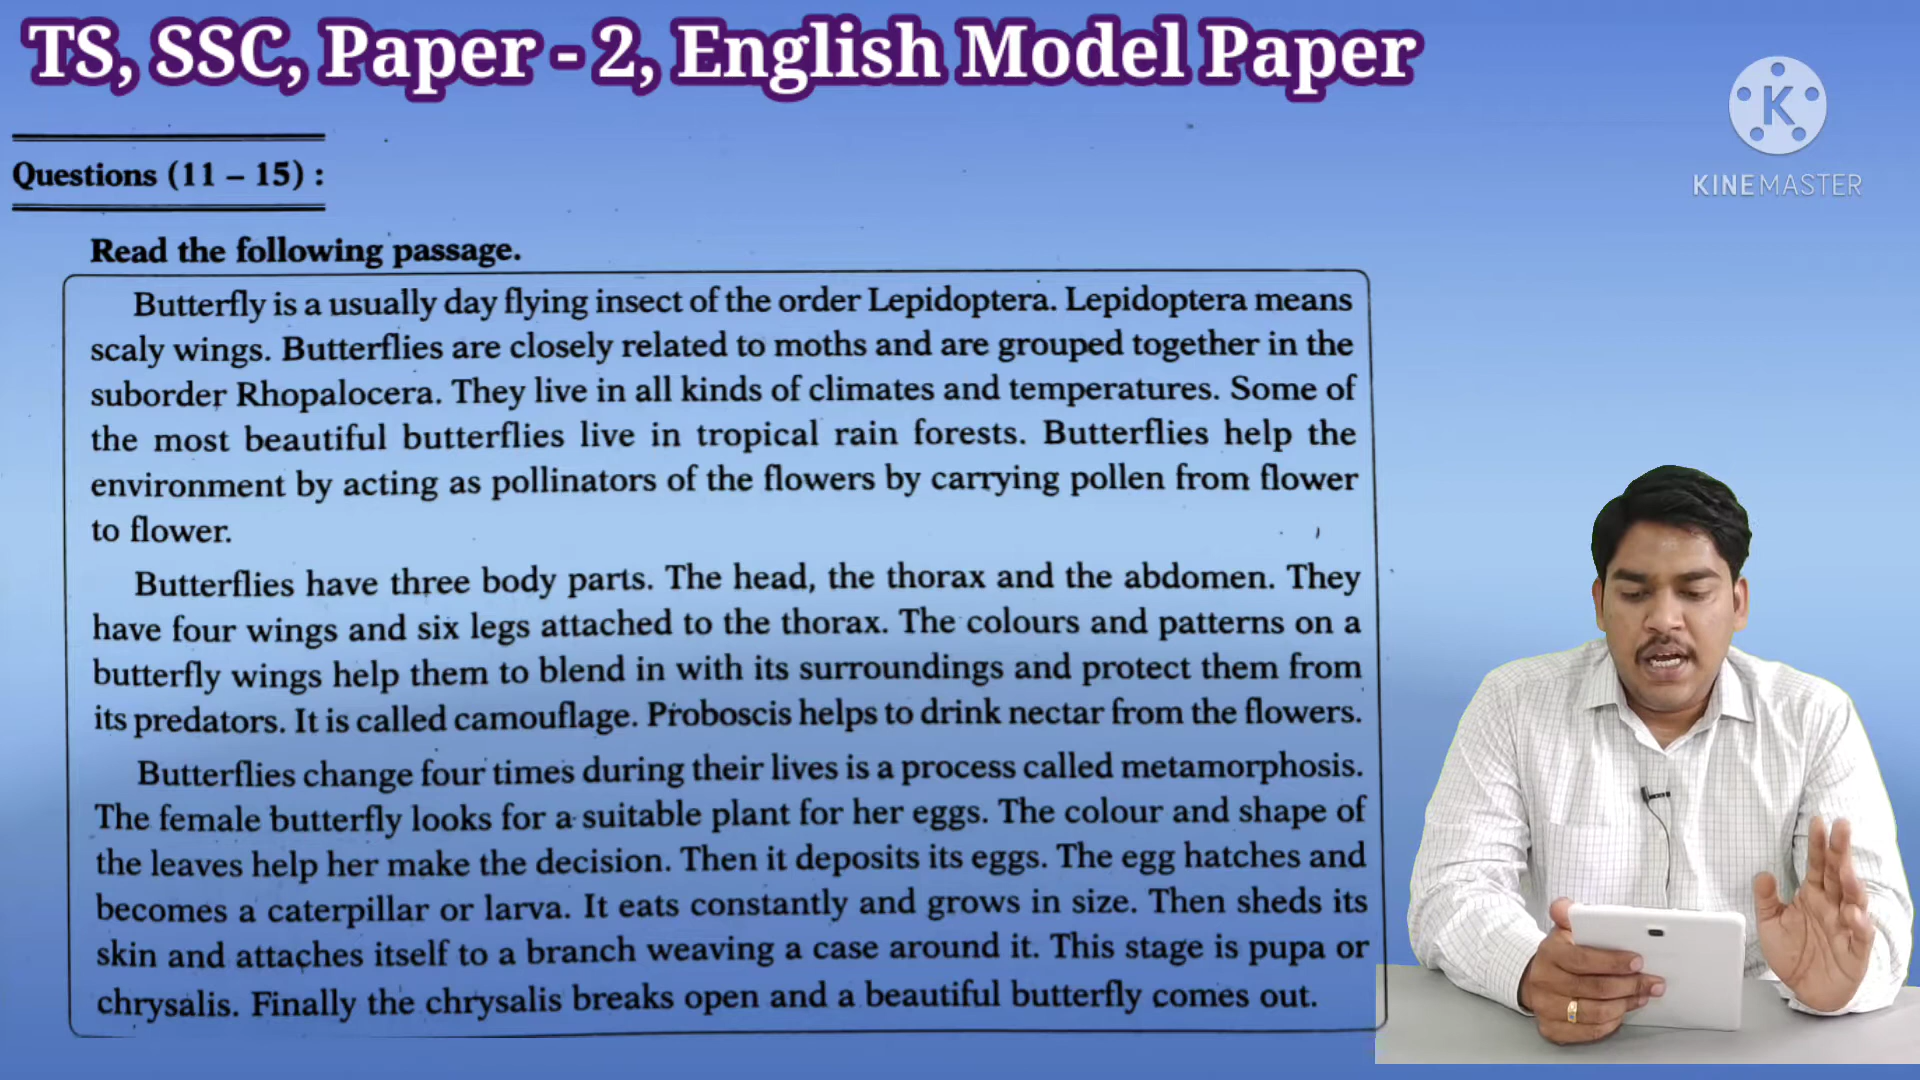 TS, SSC, Paper - 2, English Model Paper
K
KINEMASTER
Questions (11 – 15) :
Read the following passage.
Butterfly is a usually day flying insect of the order Lepidoptera. Lepidoptera means
scaly wings. Butterflies are closely related to moths and are grouped together in the
suborder Rhopalocera. They live in all kinds of climates and temperatures. Some of
the most beautiful butterflies live in tropical rain forests. Butterflies help the
environment by acting as pollinators of the flowers by carrying pollen from flower
to flower.
Butterflies have three body parts. The head, the thorax and the abdomen. They
have four wings and six legs attached to the thorax. The colours and patterns on a
butterfly wings help them to blend in with its surroundings and protect them from
its predators. It is called camouflage. Proboscis helps to drink nectar from the flowers.
Butterflies change four times during their lives is a process called metamorphosis.
The female butterfly looks for a suitable plant for her eggs. The colour and shape of
the leaves help her make the decision. Then it deposits its eggs. The egg hatches and
becomes a caterpillar or larva. It eats constantly and grows in size. Then sheds its
skin and attaches itself to a branch weaving a case around it. This stage is pupa or
chrysalis. Finally the chrysalis breaks open and a beautiful butterfly comes out.